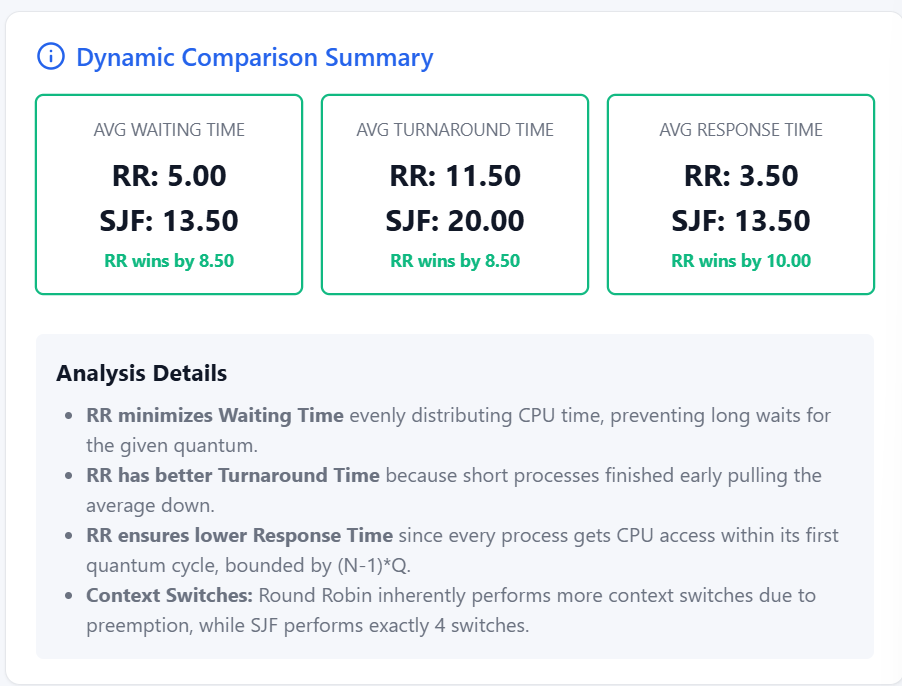 Dynamic Comparison Summary
AVG WAITING TIME
RR: 5.00
SJF: 13.50
RR wins by 8.50
AVG TURNAROUND TIME
RR: 11.50
SJF: 20.00
RR wins by 8.50
AVG RESPONSE TIME
RR: 3.50
SJF: 13.50
RR wins by 10.00
Analysis Details
• RR minimizes Waiting Time evenly distributing CPU time, preventing long waits for
the given quantum.
• RR has better Turnaround Time because short processes finished early pulling the
average down.
• RR ensures lower Response Time since every process gets CPU access within its first
quantum cycle, bounded by (N-1)*Q.
• Context Switches: Round Robin inherently performs more context switches due to
preemption, while SJF performs exactly 4 switches.